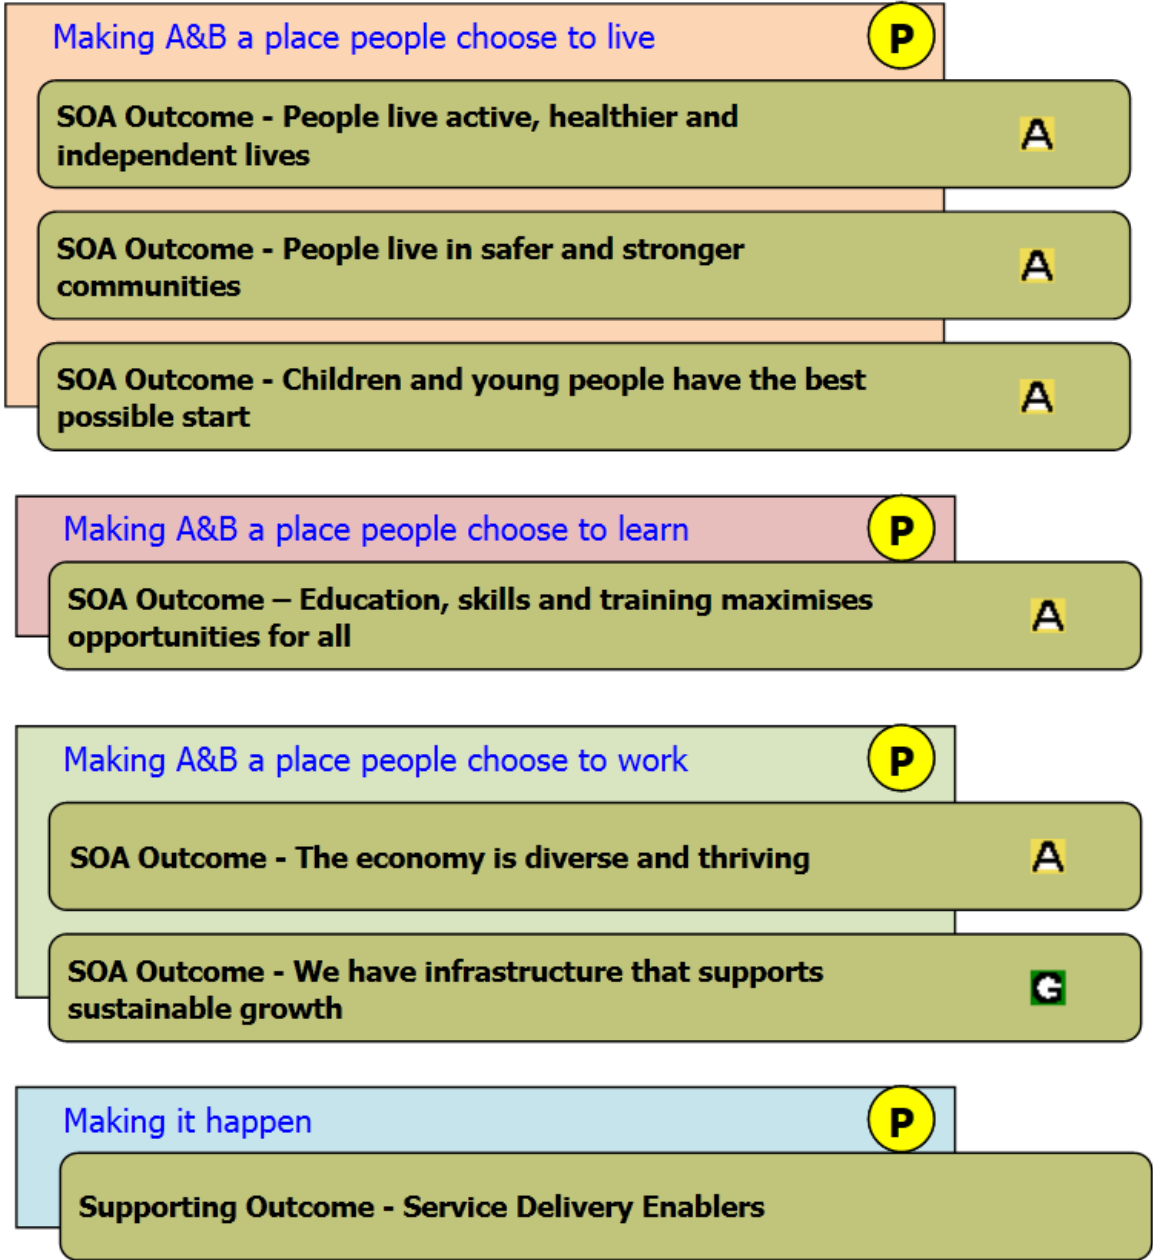 Making A&B a place people choose to live P
SOA Outcome - People live active, healthier and
independent lives A
SOA Outcome - People live in safer and stronger
communities A
SOA Outcome - Children and young people have the best
possible start A
Making A&B a place people choose to learn P
SOA Outcome – Education, skills and training maximises
opportunities for all A
Making A&B a place people choose to work P
SOA Outcome - The economy is diverse and thriving A
SOA Outcome - We have infrastructure that supports
sustainable growth G
Making it happen P
Supporting Outcome - Service Delivery Enablers